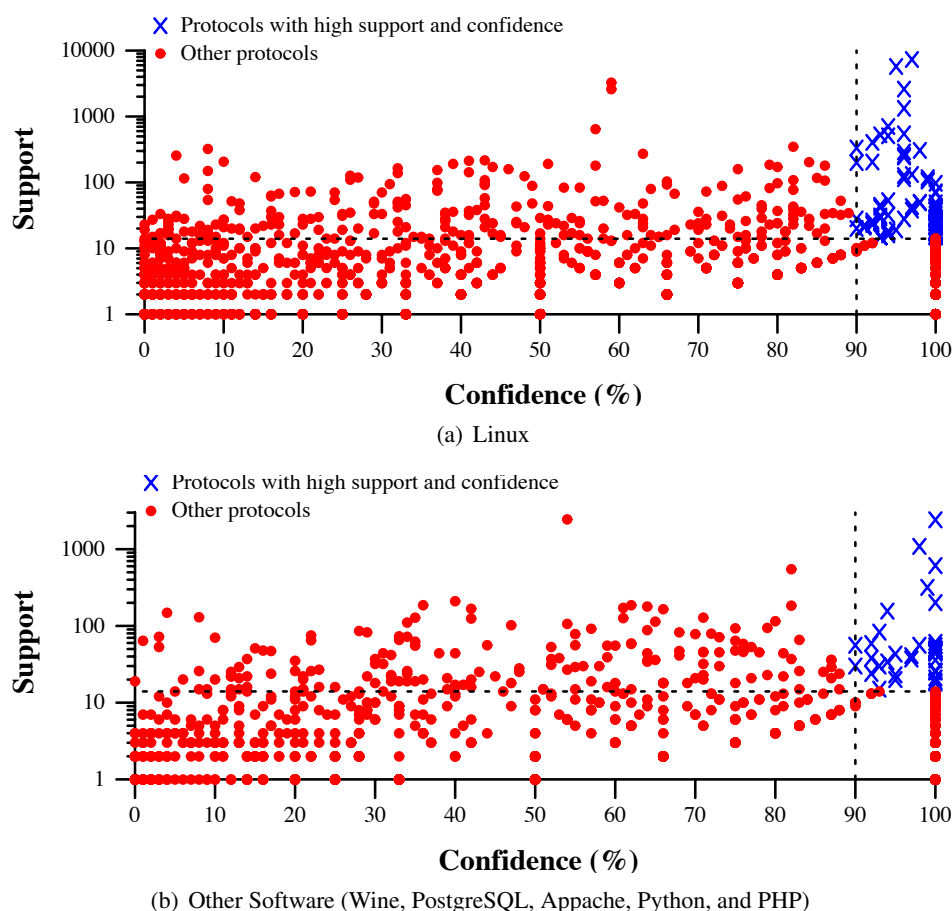 Protocols with high support and confidence
Other protocols
10000
1000
100
10
1
Support
0 10 20 30 40 50 60 70 80 90 100
Confidence (%)
(a) Linux
Protocols with high support and confidence
Other protocols
1000
100
10
1
Support
0 10 20 30 40 50 60 70 80 90 100
Confidence (%)
(b) Other Software (Wine, PostgreSQL, Appache, Python, and PHP)